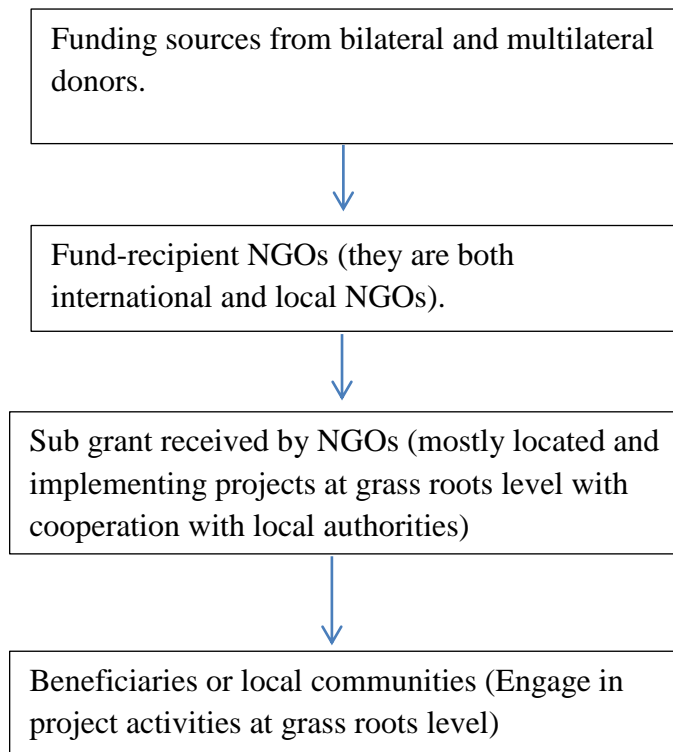 Funding sources from bilateral and multilateral
donors.
Fund-recipient NGOs (they are both
international and local NGOs).
Sub grant received by NGOs (mostly located and
implementing projects at grass roots level with
cooperation with local authorities)
Beneficiaries or local communities (Engage in
project activities at grass roots level)